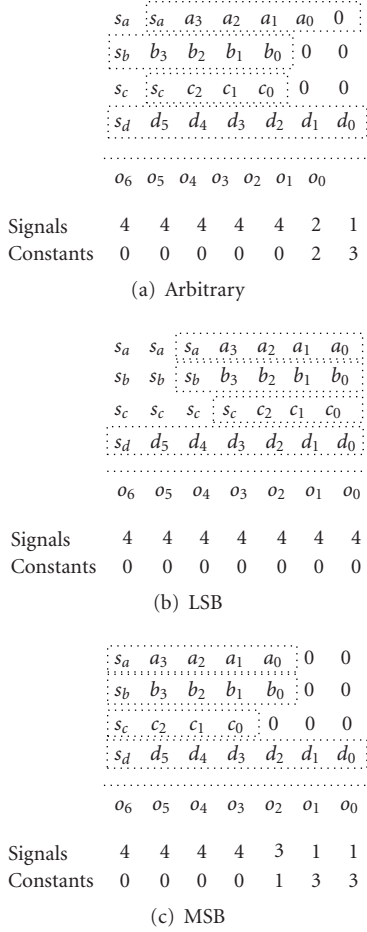 s_a s_a a_3 a_2 a_1 a_0 0
s_b b_3 b_2 b_1 b_0 0 0
s_c s_c c_2 c_1 c_0 0 0
s_d d_5 d_4 d_3 d_2 d_1 d_0
o_6 o_5 o_4 o_3 o_2 o_1 o_0
Signals 4 4 4 4 4 2 1
Constants 0 0 0 0 0 2 3
(a) Arbitrary
s_a s_a s_a a_3 a_2 a_1 a_0
s_b s_b s_b b_3 b_2 b_1 b_0
s_c s_c s_c s_c c_2 c_1 c_0
s_d d_5 d_4 d_3 d_2 d_1 d_0
o_6 o_5 o_4 o_3 o_2 o_1 o_0
Signals 4 4 4 4 4 4 4
Constants 0 0 0 0 0 0 0
(b) LSB
s_a a_3 a_2 a_1 a_0 0 0
s_b b_3 b_2 b_1 b_0 0 0
s_c c_2 c_1 c_0 0 0 0
s_d d_5 d_4 d_3 d_2 d_1 d_0
o_6 o_5 o_4 o_3 o_2 o_1 o_0
Signals 4 4 4 4 3 1 1
Constants 0 0 0 0 1 3 3
(c) MSB